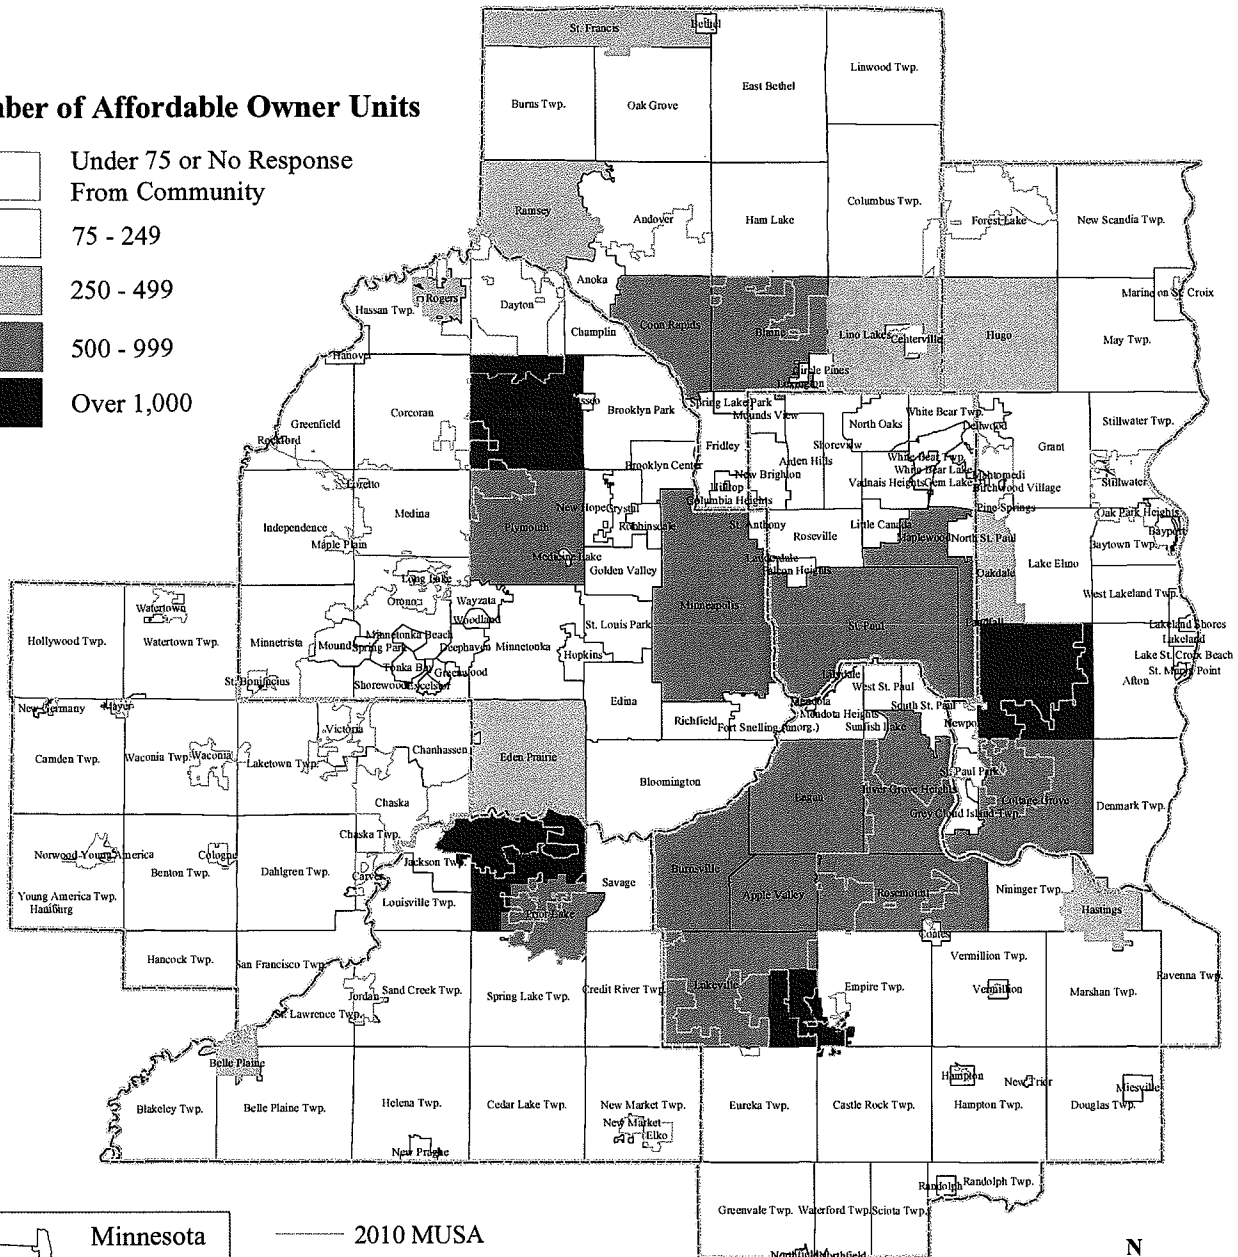 St. Francis
Bethel
Linwood Twp.
East Bethel
Burns Twp.
Oak Grove
ber of Affordable Owner Units
Under 75 or No Response
From Community
75 - 249
250 - 499
500 - 999
Over 1,000
Ramsey
Andover
Ham Lake
Columbus Twp.
Forest Lake
New Scandia Twp.
Anoka
Rogers
Dayton
Hassan Twp.
Champlin
Coon Rapids
Blaine
Lino Lakes
Centerville
Hugo
Marine on St. Croix
May Twp.
Hanover
Circle Pines
Lexington
Osseo
Brooklyn Park
Spring Lake Park
Mounds View
North Oaks
White Bear Twp.
Dellwood
Stillwater Twp.
Greenfield
Corcoran
Rockford
Fridley
Shoreview
Grant
Brooklyn Center
Arden Hills
White Bear Twp.
White Bear Lake
New Brighton
Mahtomedi
Loretto
Hilltop
Vadnais Heights
Gem Lake
Birchwood Village
Stillwater
Columbia Heights
Independence
Medina
Plymouth
New Hope
Crystal
Robbinsdale
St. Anthony
Roseville
Little Canada
Maplewood
North St. Paul
Pine Springs
Oak Park Heights
Bayport
Baytown Twp.
Maple Plain
Medicine Lake
Golden Valley
Lauderdale
Falcon Heights
Oakdale
Lake Elmo
Long Lake
West Lakeland Twp.
Watertown
Orono
Wayzata
Woodland
Minneapolis
St. Paul
Landfall
Lakeland Shores
Lakeland
Hollywood Twp.
Watertown Twp.
Minnetrista
Mound
Minnetonka Beach
Spring Park
Deephaven
Minnetonka
St. Louis Park
Hopkins
Lake St. Croix Beach
St. Marys Point
Afton
Tonka Bay
Greenwood
Shorewood
Excelsior
St. Bonifacius
Edina
Lilydale
West St. Paul
New Germany
Mayer
Mendota
Mendota Heights
South St. Paul
Newpo
Richfield
Fort Snelling (unorg.)
Sunfish Lake
Victoria
Camden Twp.
Waconia Twp.
Waconia
Laketown Twp.
Chanhassen
Eden Prairie
Bloomington
St. Paul Park
Eagan
Inver Grove Heights
Cottage Grove
Denmark Twp.
Chaska
Grey Cloud Island Twp.
Chaska Twp.
Norwood-Young America
Cologne
Benton Twp.
Dahlgren Twp.
Carver
Jackson Twp.
Savage
Burnsville
Apple Valley
Rosemount
Nininger Twp.
Hastings
Young America Twp.
Hamburg
Louisville Twp.
Prior Lake
Coates
Hancock Twp.
San Francisco Twp.
Vermillion Twp.
Ravenna Twp.
Jordan
Sand Creek Twp.
Spring Lake Twp.
Credit River Twp.
Lakeville
Empire Twp.
Vermillion
Marshan Twp.
St. Lawrence Twp.
Belle Plaine
Hampton
New Trier
Miesville
Blakeley Twp.
Belle Plaine Twp.
Helena Twp.
Cedar Lake Twp.
New Market Twp.
New Market
Elko
Eureka Twp.
Castle Rock Twp.
Hampton Twp.
Douglas Twp.
New Prague
Randolph
Randolph Twp.
Greenvale Twp.
Waterford Twp.
Sciota Twp.
Minnesota
2010 MUSA
N